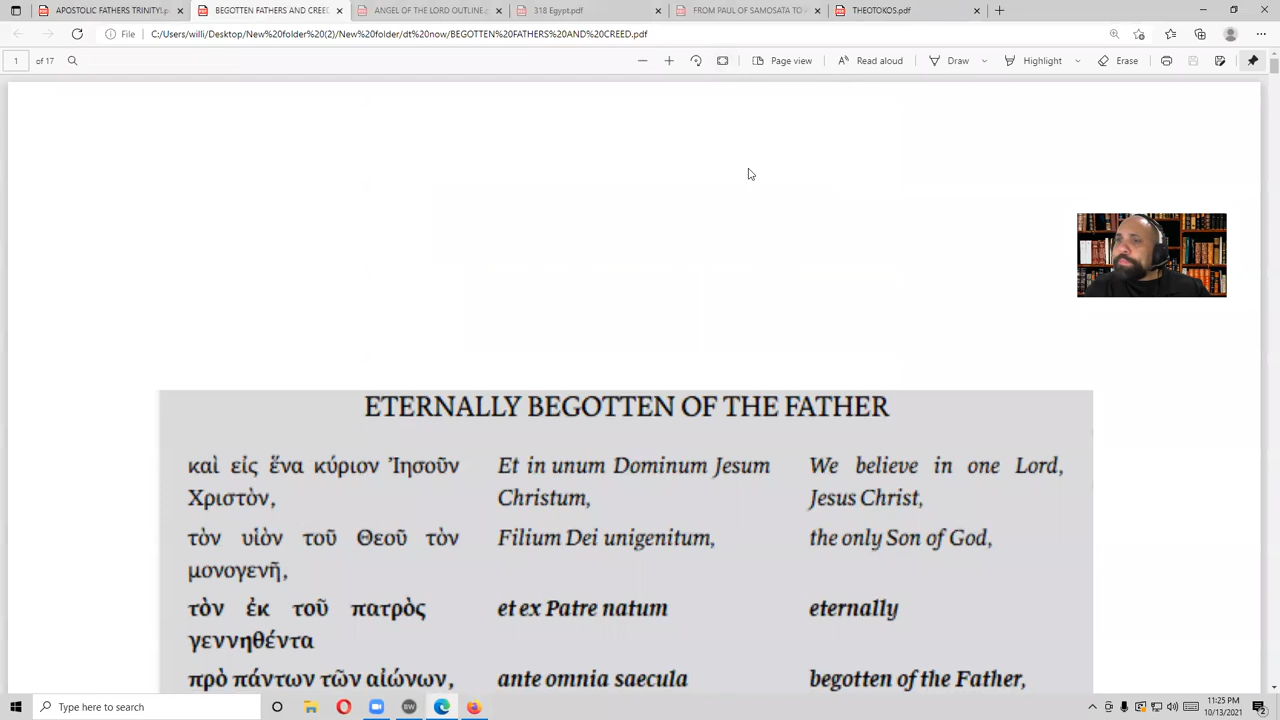 APOSTOLIC FATHERS TRINITY!.p
BEGOTTEN FATHERS AND CREED
ANGEL OF THE LORD OUTLINE.p
318 Egypt.pdf
FROM PAUL OF SAMOSATA TO
THEOTOKOS.pdf
File
C:/Users/willi/Desktop/New%20folder%20(2)/New%20folder/dt%20now/BEGOTTEN%20FATHERS%20AND%20CREED.pdf
1 of 17
Page view
Read aloud
Draw
Highlight
Erase
ETERNALLY BEGOTTEN OF THE FATHER
καὶ εἰς ἕνα κύριον Ἰησοῦν
Χριστὸν,
τὸν υἱὸν τοῦ Θεοῦ τὸν
μονογενῆ,
τὸν ἐκ τοῦ πατρὸς
γεννηθέντα
πρὸ πάντων τῶν αἰώνων,
Et in unum Dominum Jesum
Christum,
Filium Dei unigenitum,
et ex Patre natum
ante omnia saecula
We believe in one Lord,
Jesus Christ,
the only Son of God,
eternally
begotten of the Father,
Type here to search
BW
11:25 PM
10/13/2021
2